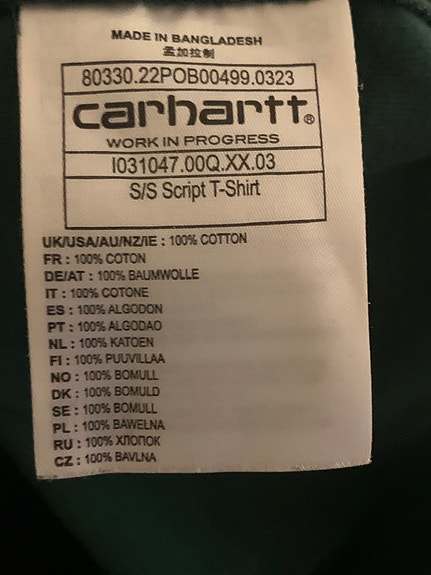 MADE IN BANGLADESH
孟加拉制
80330.22POB00499.0323
carhartt®
WORK IN PROGRESS
I031047.00Q.XX.03
S/S Script T-Shirt
UK/USA/AU/NZ/IE : 100% COTTON
FR : 100% COTON
DE/AT : 100% BAUMWOLLE
IT : 100% COTONE
ES : 100% ALGODON
PT : 100% ALGODAO
NL : 100% KATOEN
FI : 100% PUUVILLAA
NO : 100% BOMULL
DK : 100% BOMULD
SE : 100% BOMULL
PL : 100% BAWELNA
RU : 100% ХЛОПОК
CZ : 100% BAVLNA